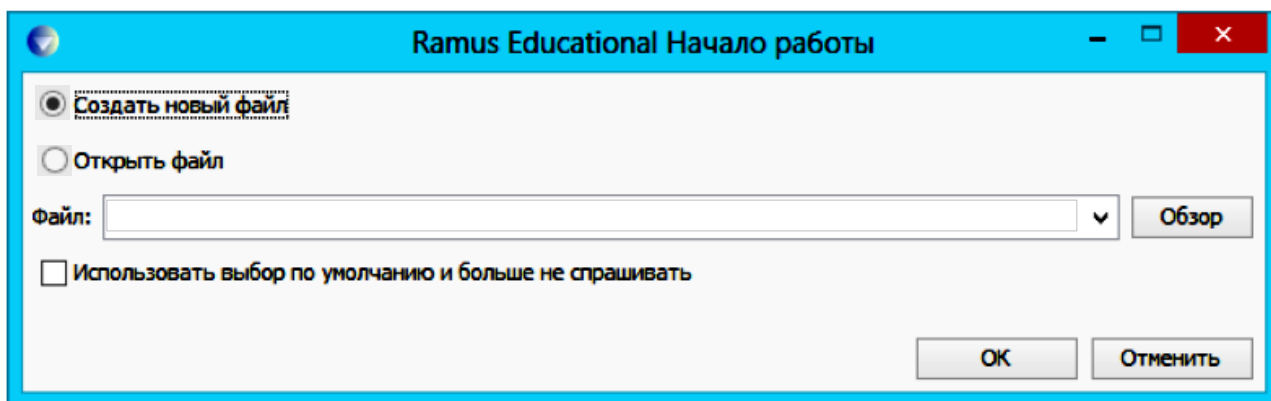 Ramus Educational Начало работы
Создать новый файл
Открыть файл
Файл: Обзор
Использовать выбор по умолчанию и больше не спрашивать
OK Отменить